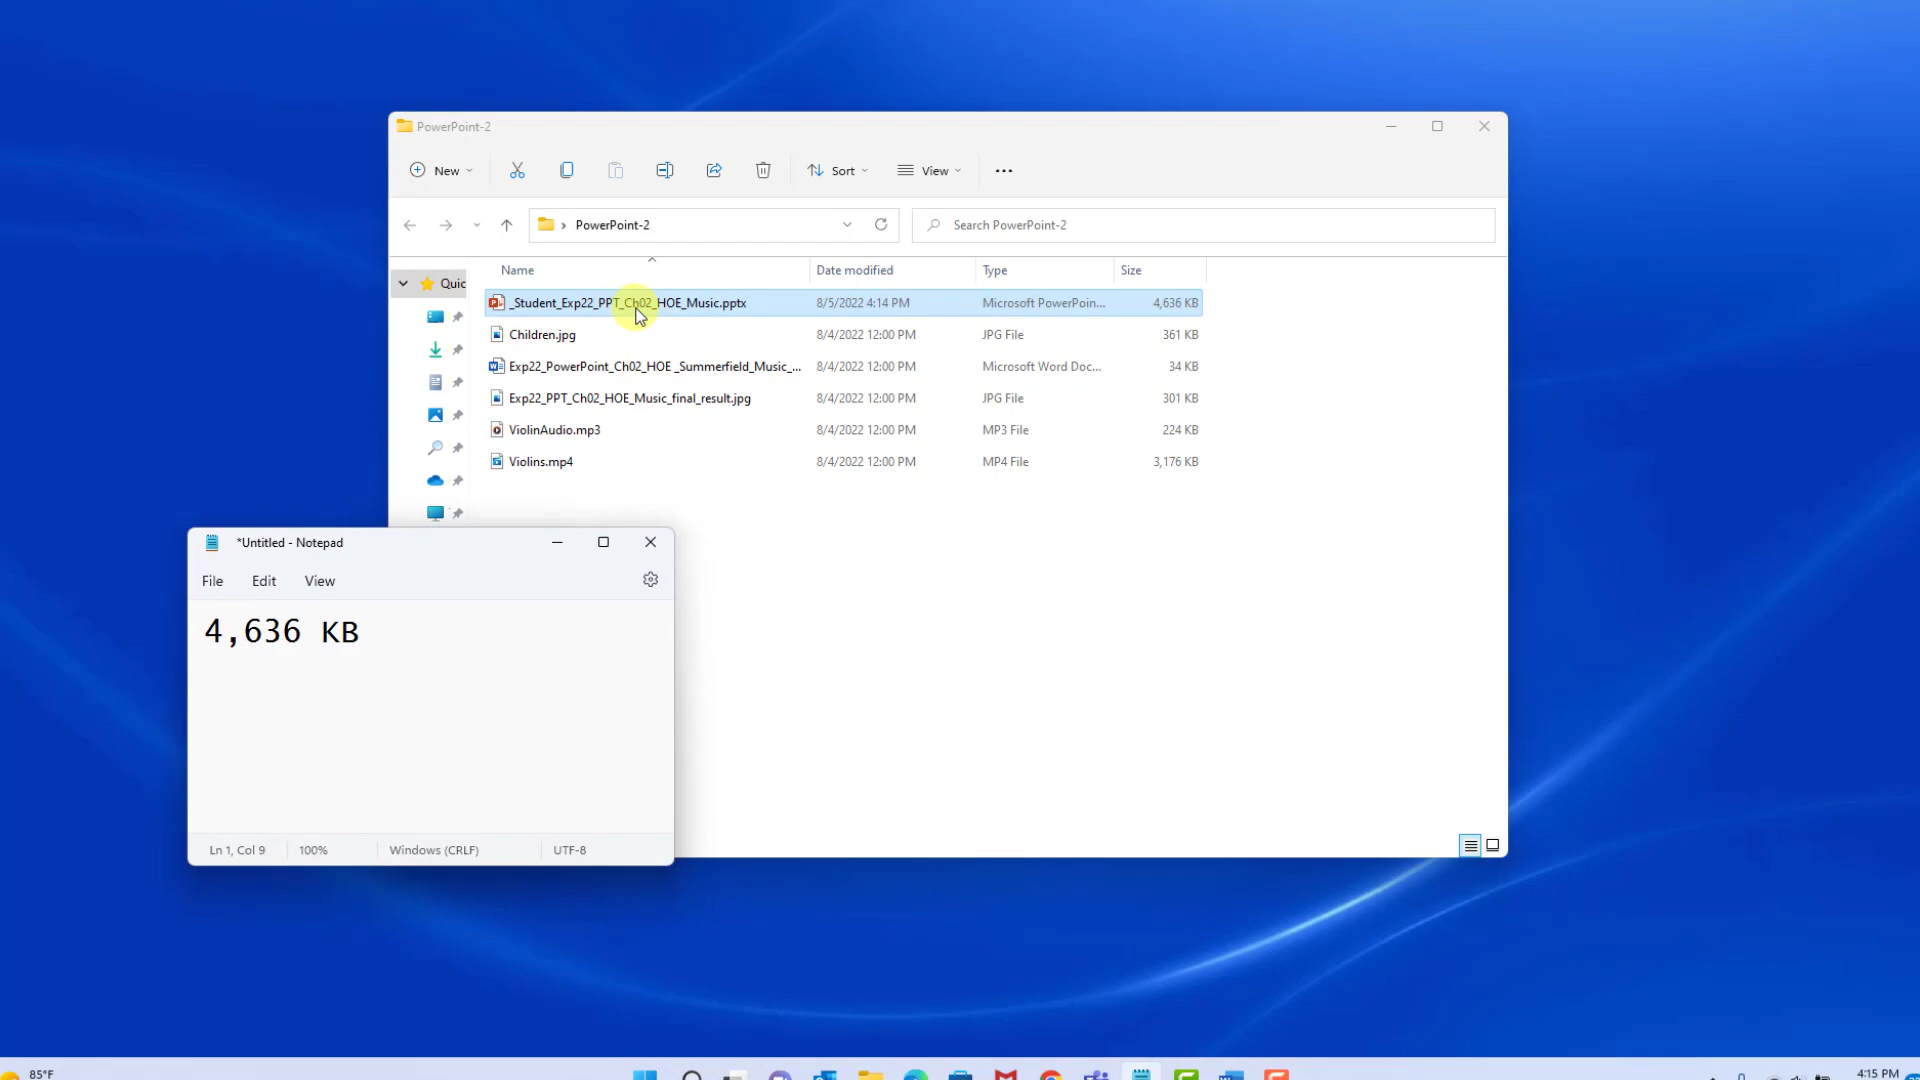 PowerPoint-2
New Sort View
PowerPoint-2 Search PowerPoint-2
Name Date modified Type Size
Quic
_Student_Exp22_PPT_Ch02_HOE_Music.pptx 8/5/2022 4:14 PM Microsoft PowerPoin... 4,636 KB
Children.jpg 8/4/2022 12:00 PM JPG File 361 KB
Exp22_PowerPoint_Ch02_HOE _Summerfield_Music_... 8/4/2022 12:00 PM Microsoft Word Doc... 34 KB
Exp22_PPT_Ch02_HOE_Music_final_result.jpg 8/4/2022 12:00 PM JPG File 301 KB
ViolinAudio.mp3 8/4/2022 12:00 PM MP3 File 224 KB
Violins.mp4 8/4/2022 12:00 PM MP4 File 3,176 KB
*Untitled - Notepad
File Edit View
4,636 KB
Ln 1, Col 9 100% Windows (CRLF) UTF-8
85°F 4:15 PM